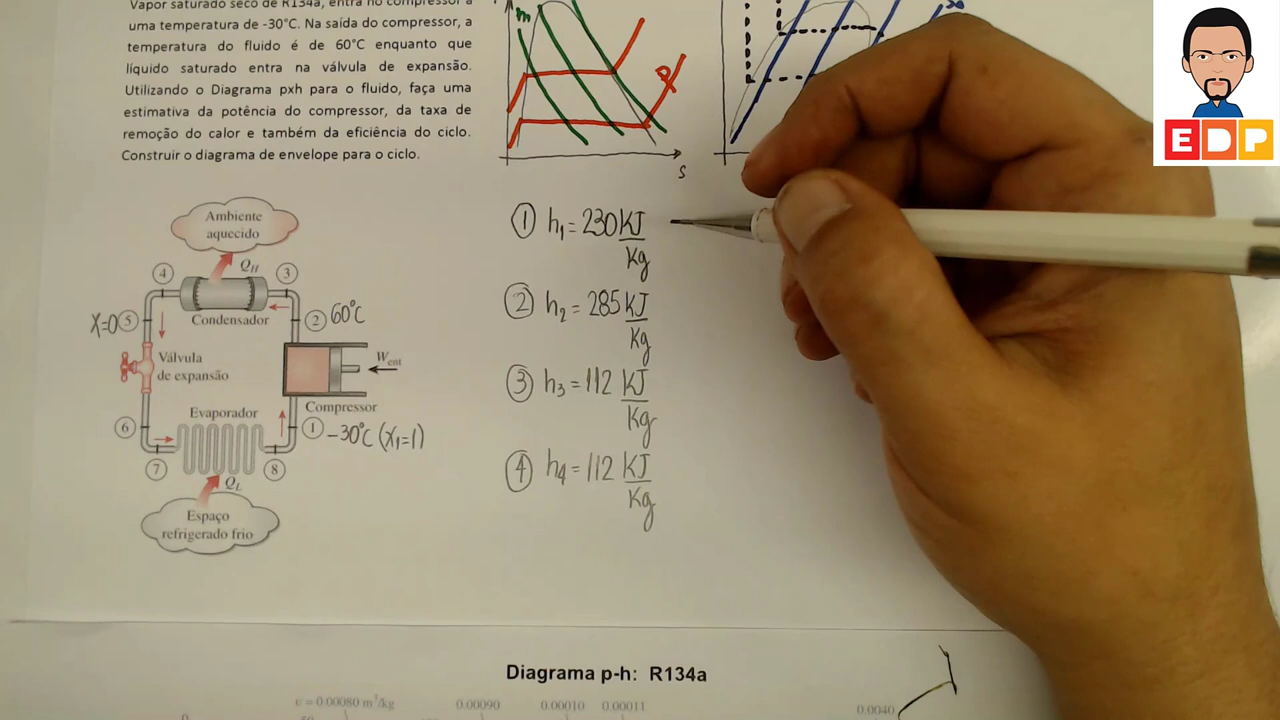 Vapor saturado seco de R134a, entra no compressor a
uma temperatura de -30°C. Na saída do compressor, a
temperatura do fluido é de 60°C enquanto que
líquido saturado entra na válvula de expansão.
Utilizando o Diagrama pxh para o fluido, faça uma
estimativa da potência do compressor, da taxa de
remoção do calor e também da eficiência do ciclo.
Construir o diagrama de envelope para o ciclo.
m
P
S
EDP
Ambiente
aquecido
Q_H
4
3
Condensador
X=0 5
2 60°C
Válvula
de expansão
W_ent
Compressor
Evaporador
6
1 -30°C (X₁=1)
7
8
Q_L
Espaço
refrigerado frio
① h₁ = 230 KJ/Kg
② h₂ = 285 KJ/Kg
③ h₃ = 112 KJ/Kg
④ h₄ = 112 KJ/Kg
Diagrama p-h: R134a
υ = 0.00080 m³/kg
0.00090
0.00010
0.00011
0.0040